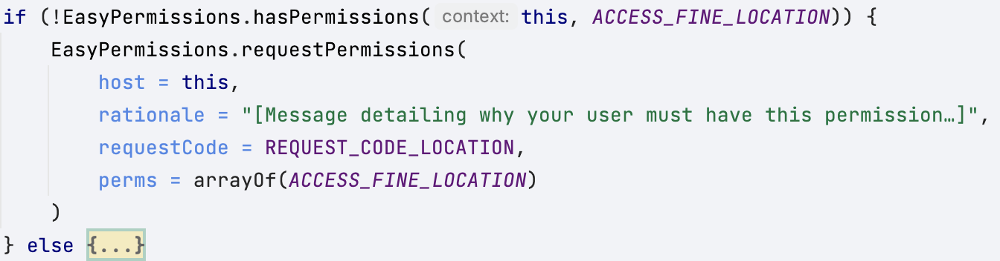 if (!EasyPermissions.hasPermissions( context: this, ACCESS_FINE_LOCATION)) {
    EasyPermissions.requestPermissions(
        host = this,
        rationale = "[Message detailing why your user must have this permission…]",
        requestCode = REQUEST_CODE_LOCATION,
        perms = arrayOf(ACCESS_FINE_LOCATION)
    )
} else {...}